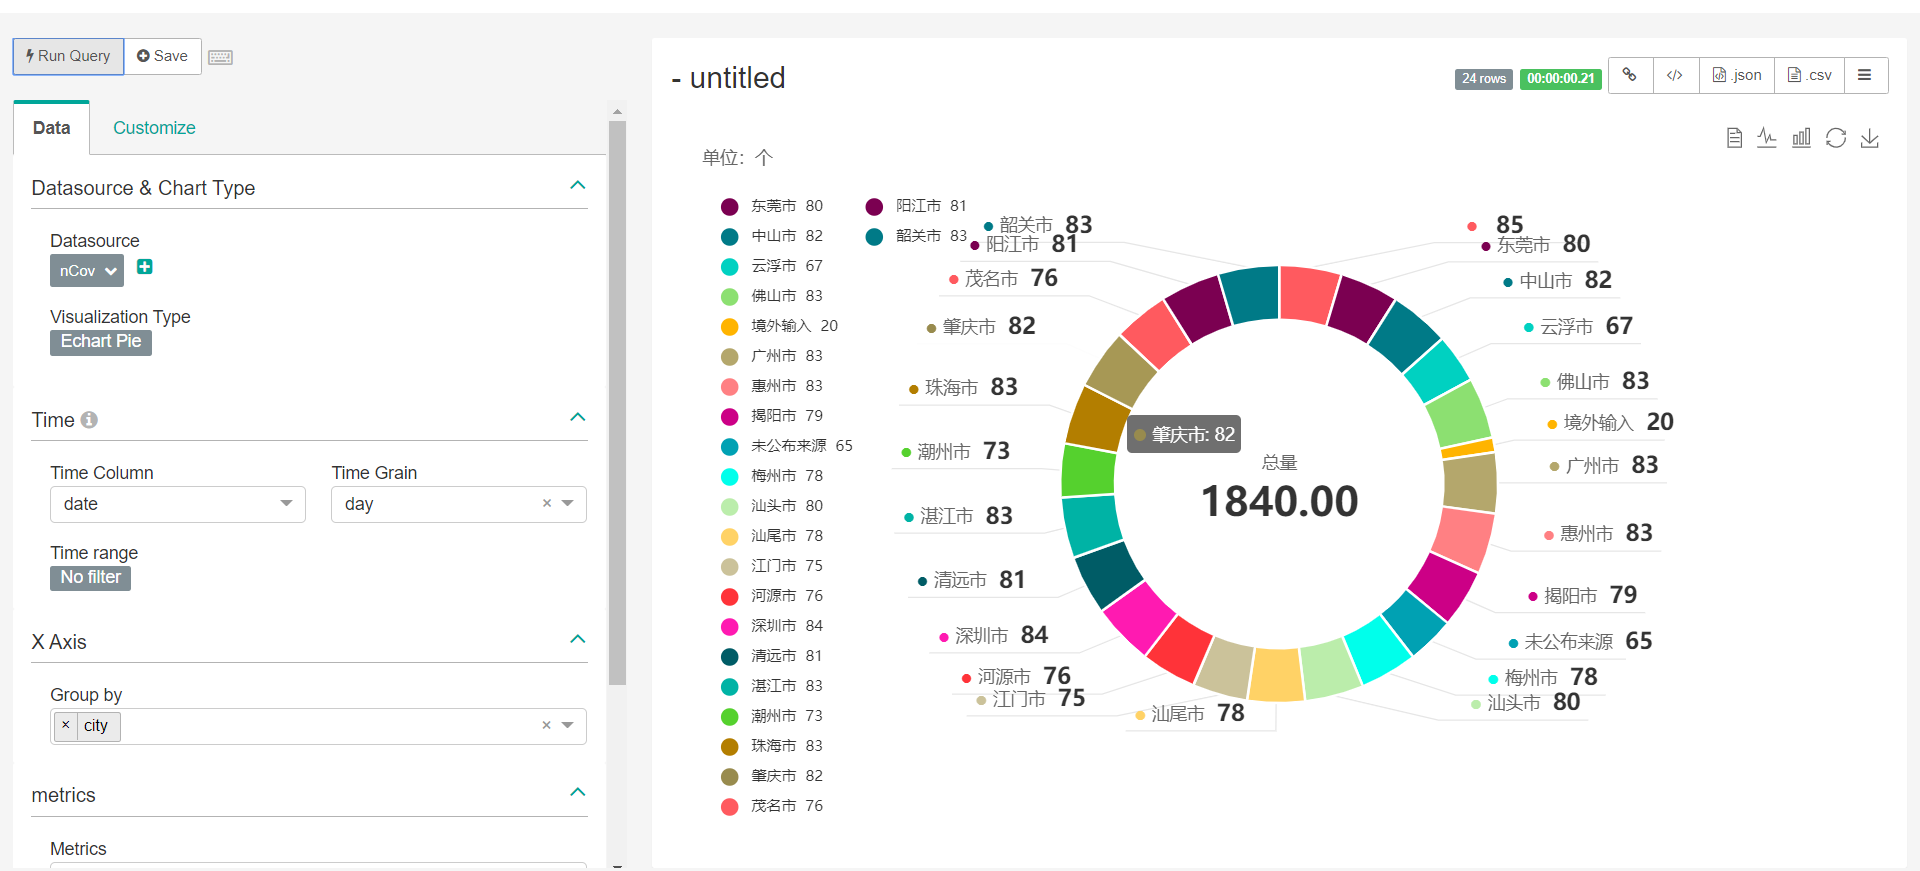 Run Query
Save
Data
Customize
Datasource & Chart Type
Datasource
nCov
Visualization Type
Echart Pie
Time
Time Column
Time Grain
date
day
×
Time range
No filter
X Axis
Group by
× city
×
metrics
Metrics
- untitled
24 rows
00:00:00.21
</>
.json
.csv
单位：个
东莞市 80
中山市 82
云浮市 67
佛山市 83
境外输入 20
广州市 83
惠州市 83
揭阳市 79
未公布来源 65
梅州市 78
汕头市 80
汕尾市 78
江门市 75
河源市 76
深圳市 84
清远市 81
湛江市 83
潮州市 73
珠海市 83
肇庆市 82
茂名市 76
阳江市 81
韶关市 83
85
东莞市 80
中山市 82
云浮市 67
佛山市 83
境外输入 20
广州市 83
惠州市 83
揭阳市 79
未公布来源 65
梅州市 78
汕头市 80
汕尾市 78
江门市 75
河源市 76
深圳市 84
清远市 81
湛江市 83
潮州市 73
珠海市 83
肇庆市 82
茂名市 76
阳江市 81
韶关市 83
肇庆市: 82
总量
1840.00